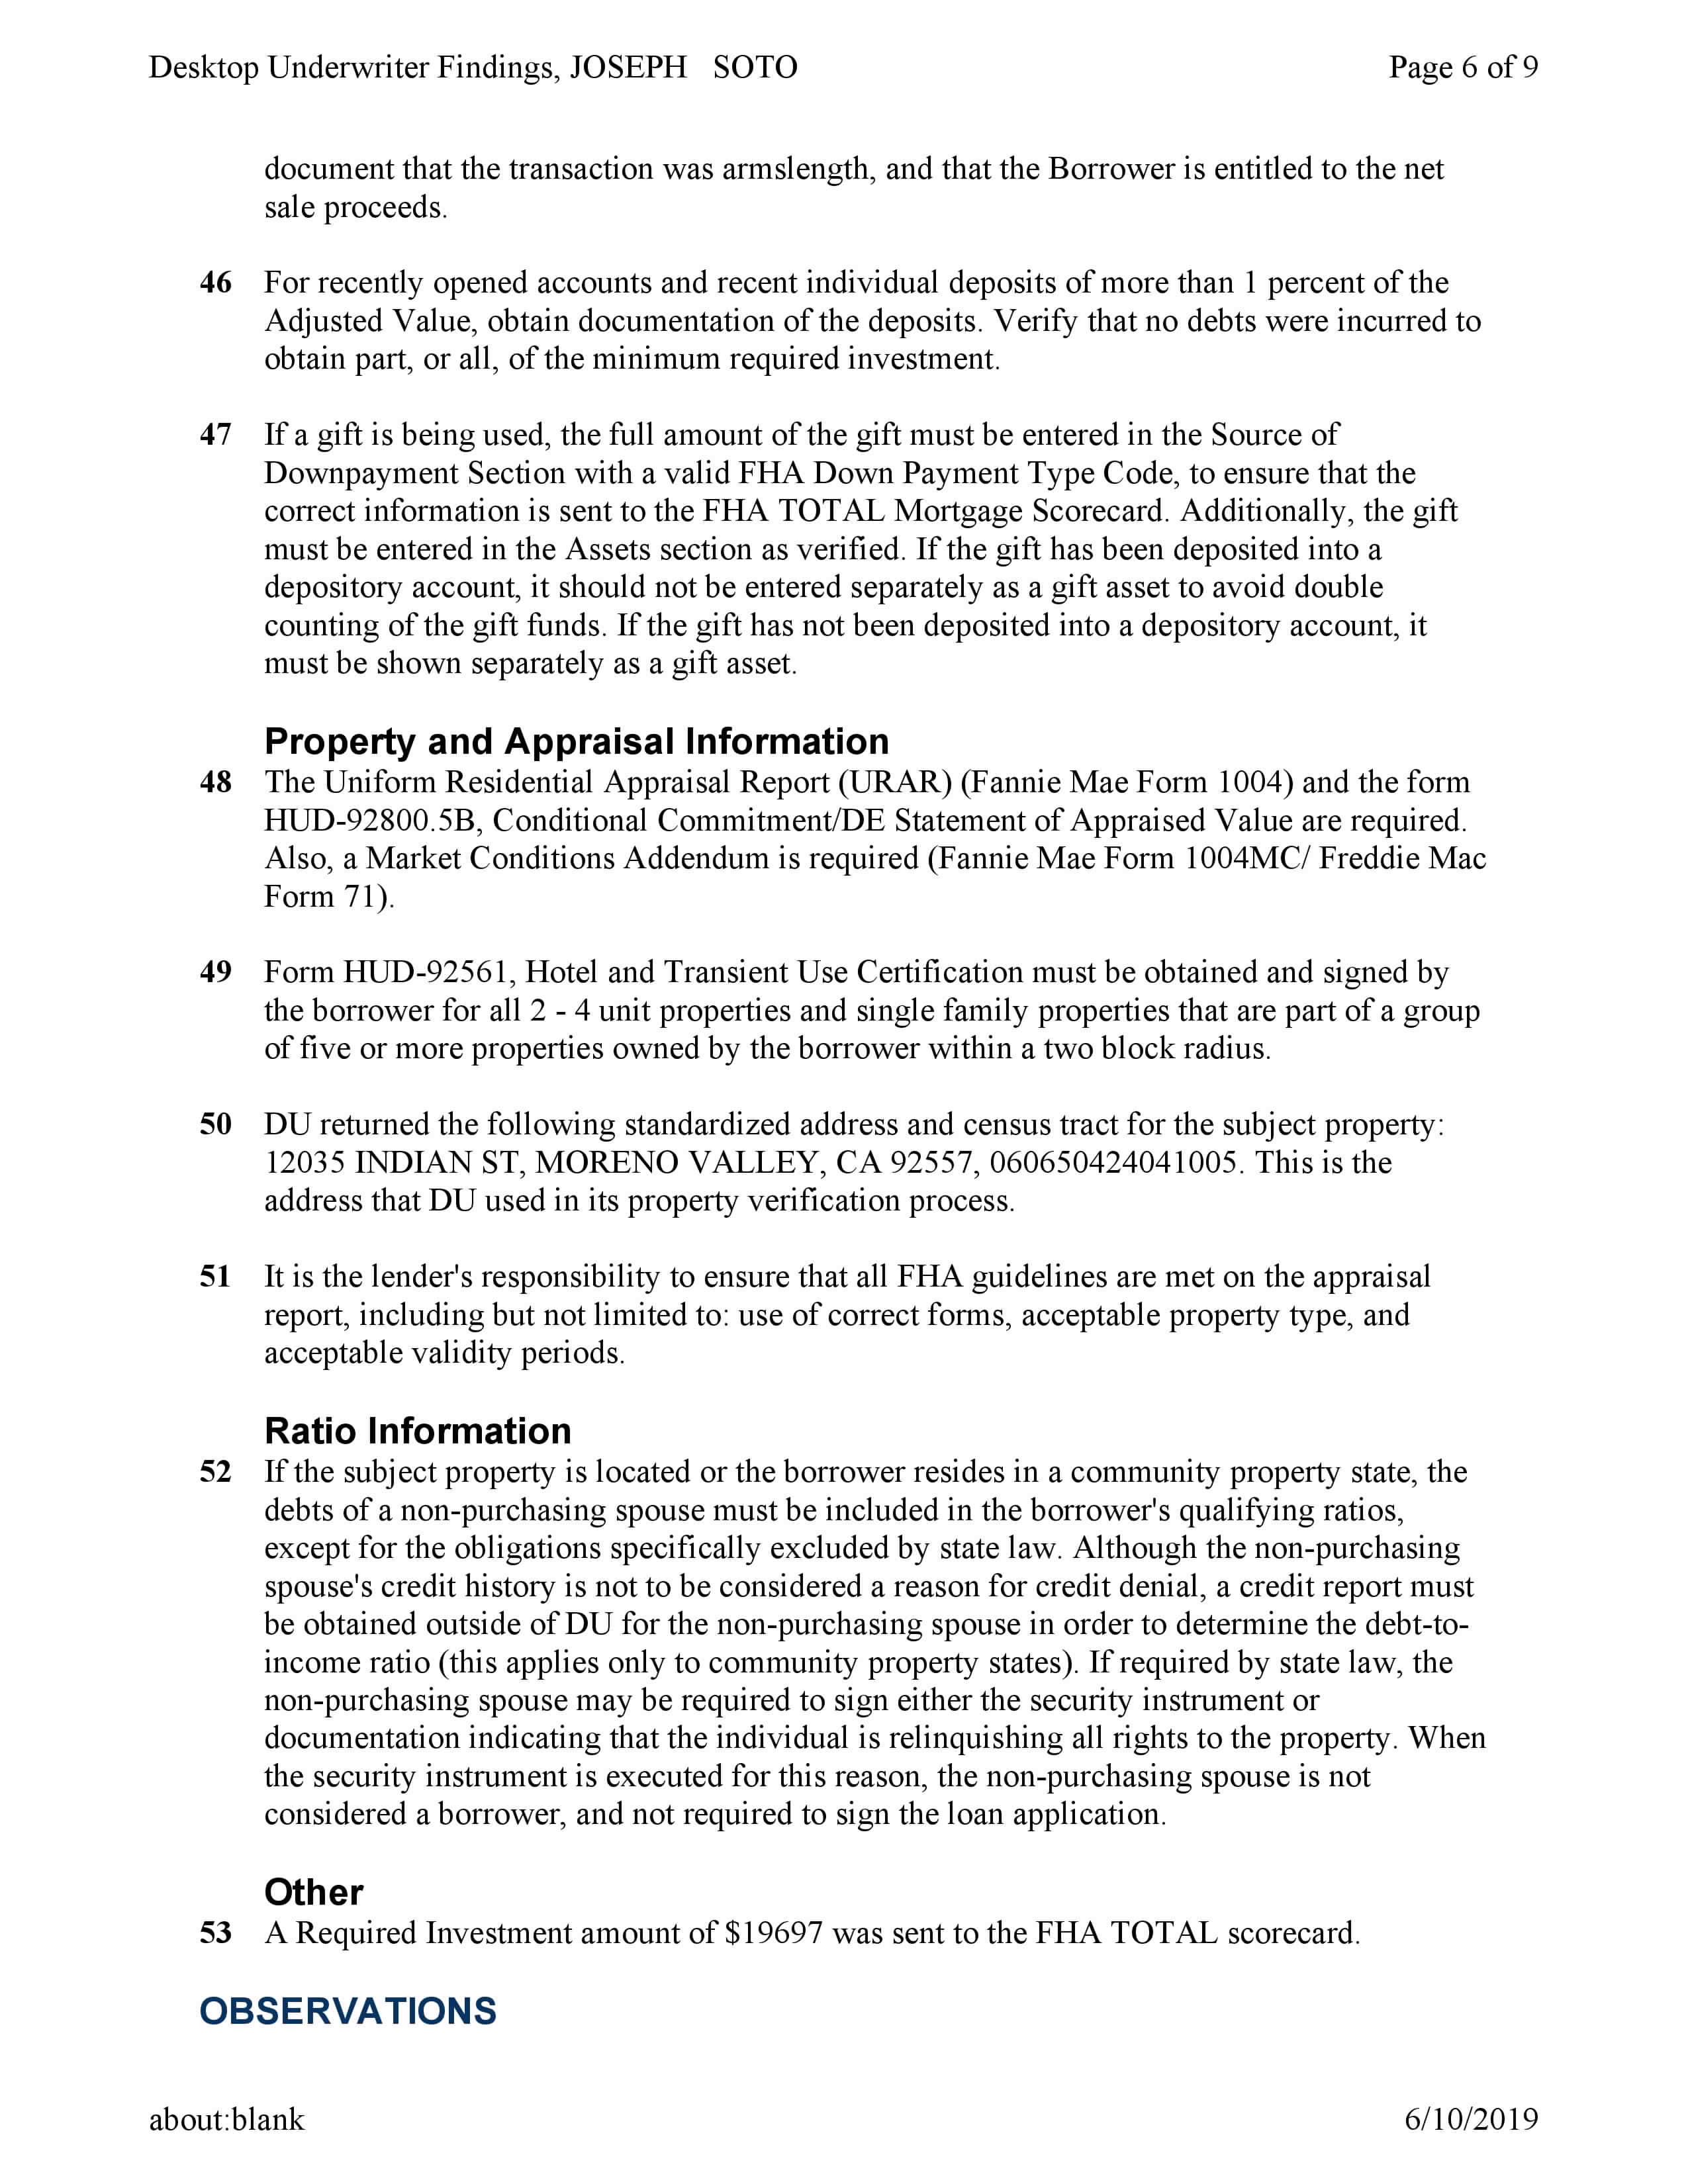 Desktop Underwriter Findings, JOSEPH SOTO Page 6 of 9
document that the transaction was armslength, and that the Borrower is entitled to the net
sale proceeds.
46 For recently opened accounts and recent individual deposits of more than 1 percent of the
Adjusted Value, obtain documentation of the deposits. Verify that no debts were incurred to
obtain part, or all, of the minimum required investment.
47 If a gift is being used, the full amount of the gift must be entered in the Source of
Downpayment Section with a valid FHA Down Payment Type Code, to ensure that the
correct information is sent to the FHA TOTAL Mortgage Scorecard. Additionally, the gift
must be entered in the Assets section as verified. If the gift has been deposited into a
depository account, it should not be entered separately as a gift asset to avoid double
counting of the gift funds. If the gift has not been deposited into a depository account, it
must be shown separately as a gift asset.
Property and Appraisal Information
48 The Uniform Residential Appraisal Report (URAR) (Fannie Mae Form 1004) and the form
HUD-92800.5B, Conditional Commitment/DE Statement of Appraised Value are required.
Also, a Market Conditions Addendum is required (Fannie Mae Form 1004MC/ Freddie Mac
Form 71).
49 Form HUD-92561, Hotel and Transient Use Certification must be obtained and signed by
the borrower for all 2 - 4 unit properties and single family properties that are part of a group
of five or more properties owned by the borrower within a two block radius.
50 DU returned the following standardized address and census tract for the subject property:
12035 INDIAN ST, MORENO VALLEY, CA 92557, 060650424041005. This is the
address that DU used in its property verification process.
51 It is the lender's responsibility to ensure that all FHA guidelines are met on the appraisal
report, including but not limited to: use of correct forms, acceptable property type, and
acceptable validity periods.
Ratio Information
52 If the subject property is located or the borrower resides in a community property state, the
debts of a non-purchasing spouse must be included in the borrower's qualifying ratios,
except for the obligations specifically excluded by state law. Although the non-purchasing
spouse's credit history is not to be considered a reason for credit denial, a credit report must
be obtained outside of DU for the non-purchasing spouse in order to determine the debt-to-
income ratio (this applies only to community property states). If required by state law, the
non-purchasing spouse may be required to sign either the security instrument or
documentation indicating that the individual is relinquishing all rights to the property. When
the security instrument is executed for this reason, the non-purchasing spouse is not
considered a borrower, and not required to sign the loan application.
Other
53 A Required Investment amount of $19697 was sent to the FHA TOTAL scorecard.
OBSERVATIONS
about:blank 6/10/2019